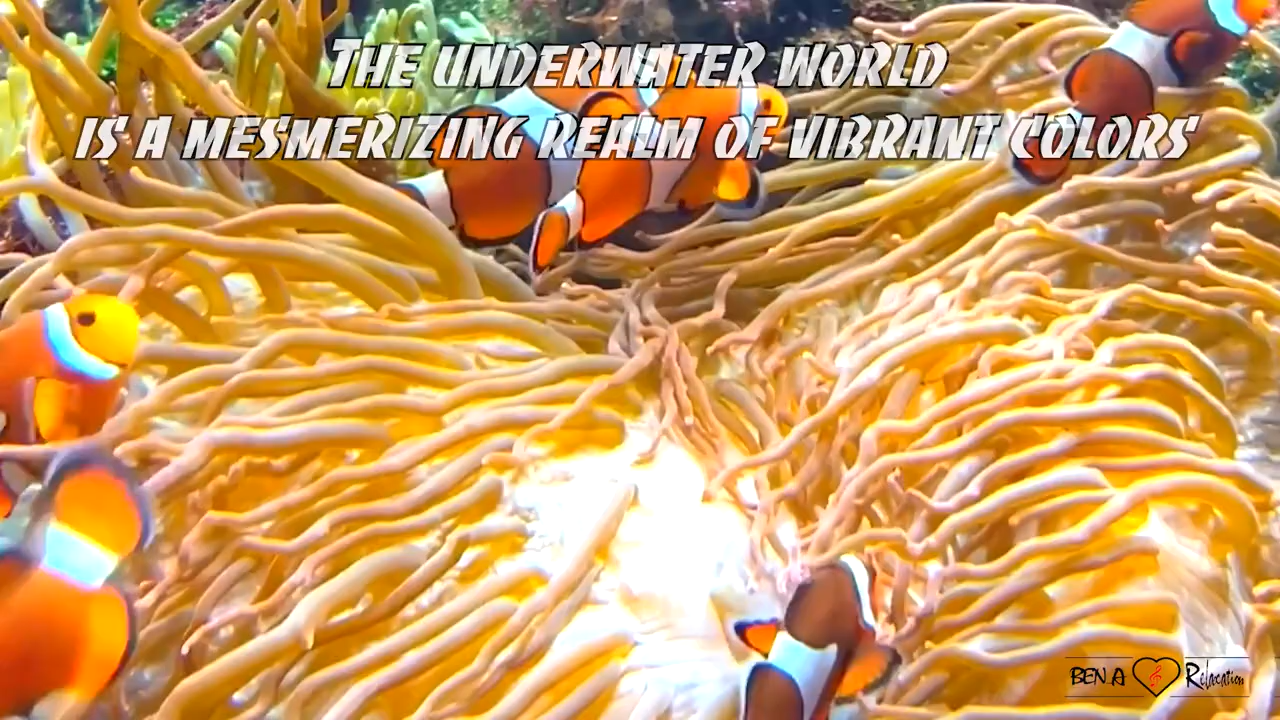 The underwater world
is a mesmerizing realm of vibrant colors
BEN A Relaxation